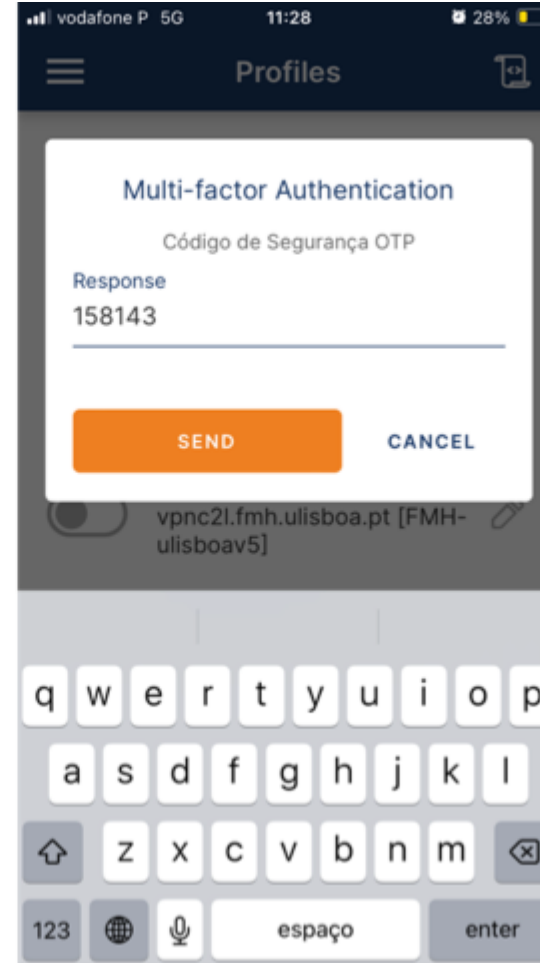 vodafone P 5G 11:28 28%
Profiles
Multi-factor Authentication
Código de Segurança OTP
Response
158143
SEND CANCEL
vpnc2l.fmh.ulisboa.pt [FMH-
ulisboav5]
q w e r t y u i o p
a s d f g h j k l
z x c v b n m
123 espaço enter